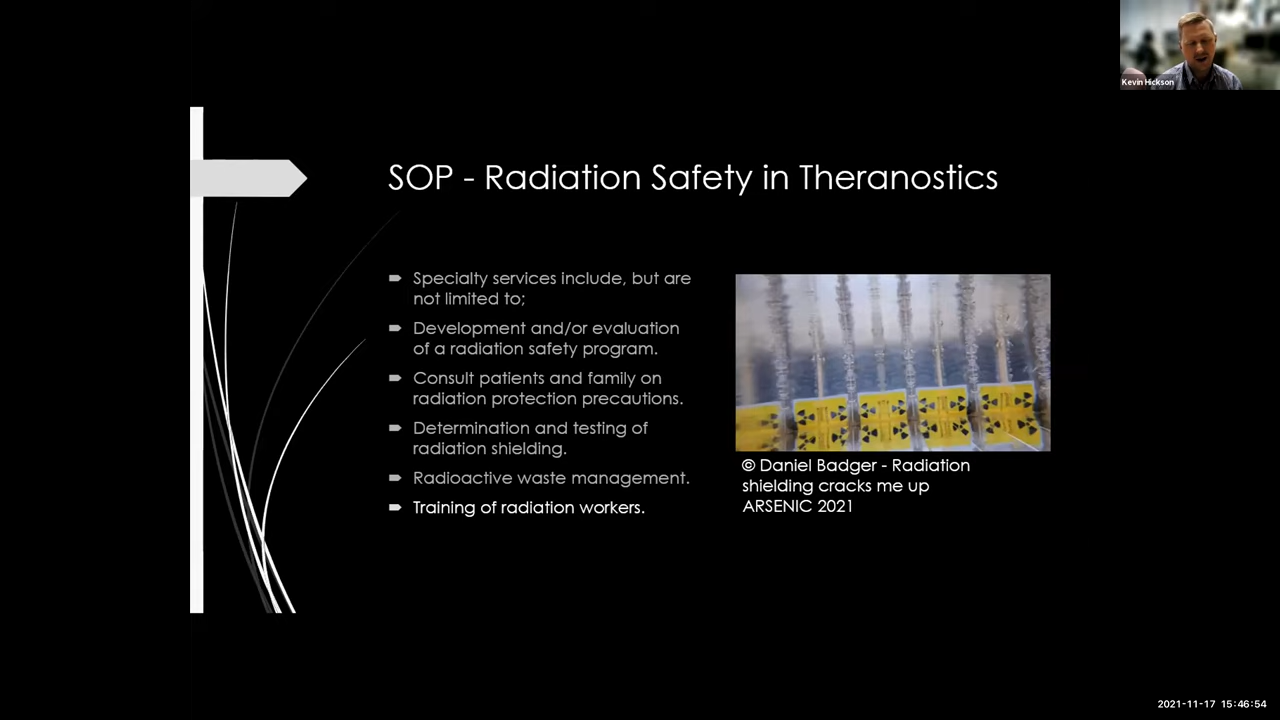 Kevin Hickson
SOP - Radiation Safety in Theranostics
Specialty services include, but are
not limited to;
Development and/or evaluation
of a radiation safety program.
Consult patients and family on
radiation protection precautions.
Determination and testing of
radiation shielding.
Radioactive waste management.
Training of radiation workers.
© Daniel Badger - Radiation
shielding cracks me up
ARSENIC 2021
2021-11-17 15:46:54